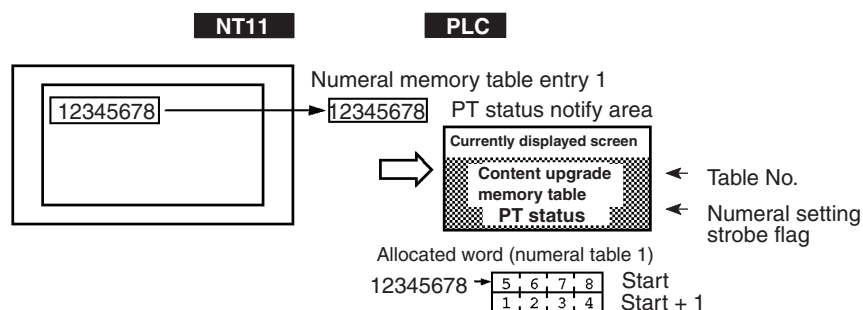 NT11 PLC
Numeral memory table entry 1
12345678 12345678 PT status notify area
Currently displayed screen
Content upgrade
memory table
PT status
Table No.
Numeral setting
strobe flag
Allocated word (numeral table 1)
12345678 5 6 7 8 Start
1 2 3 4 Start + 1